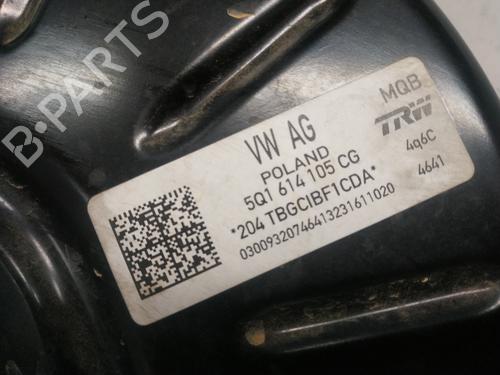 B-PARTS
VW AG
POLAND
5Q1 614 105 CG
*204 TBGCIBF1CDA*
03009320746413231611020
MQB
TRW
4q6C
4641